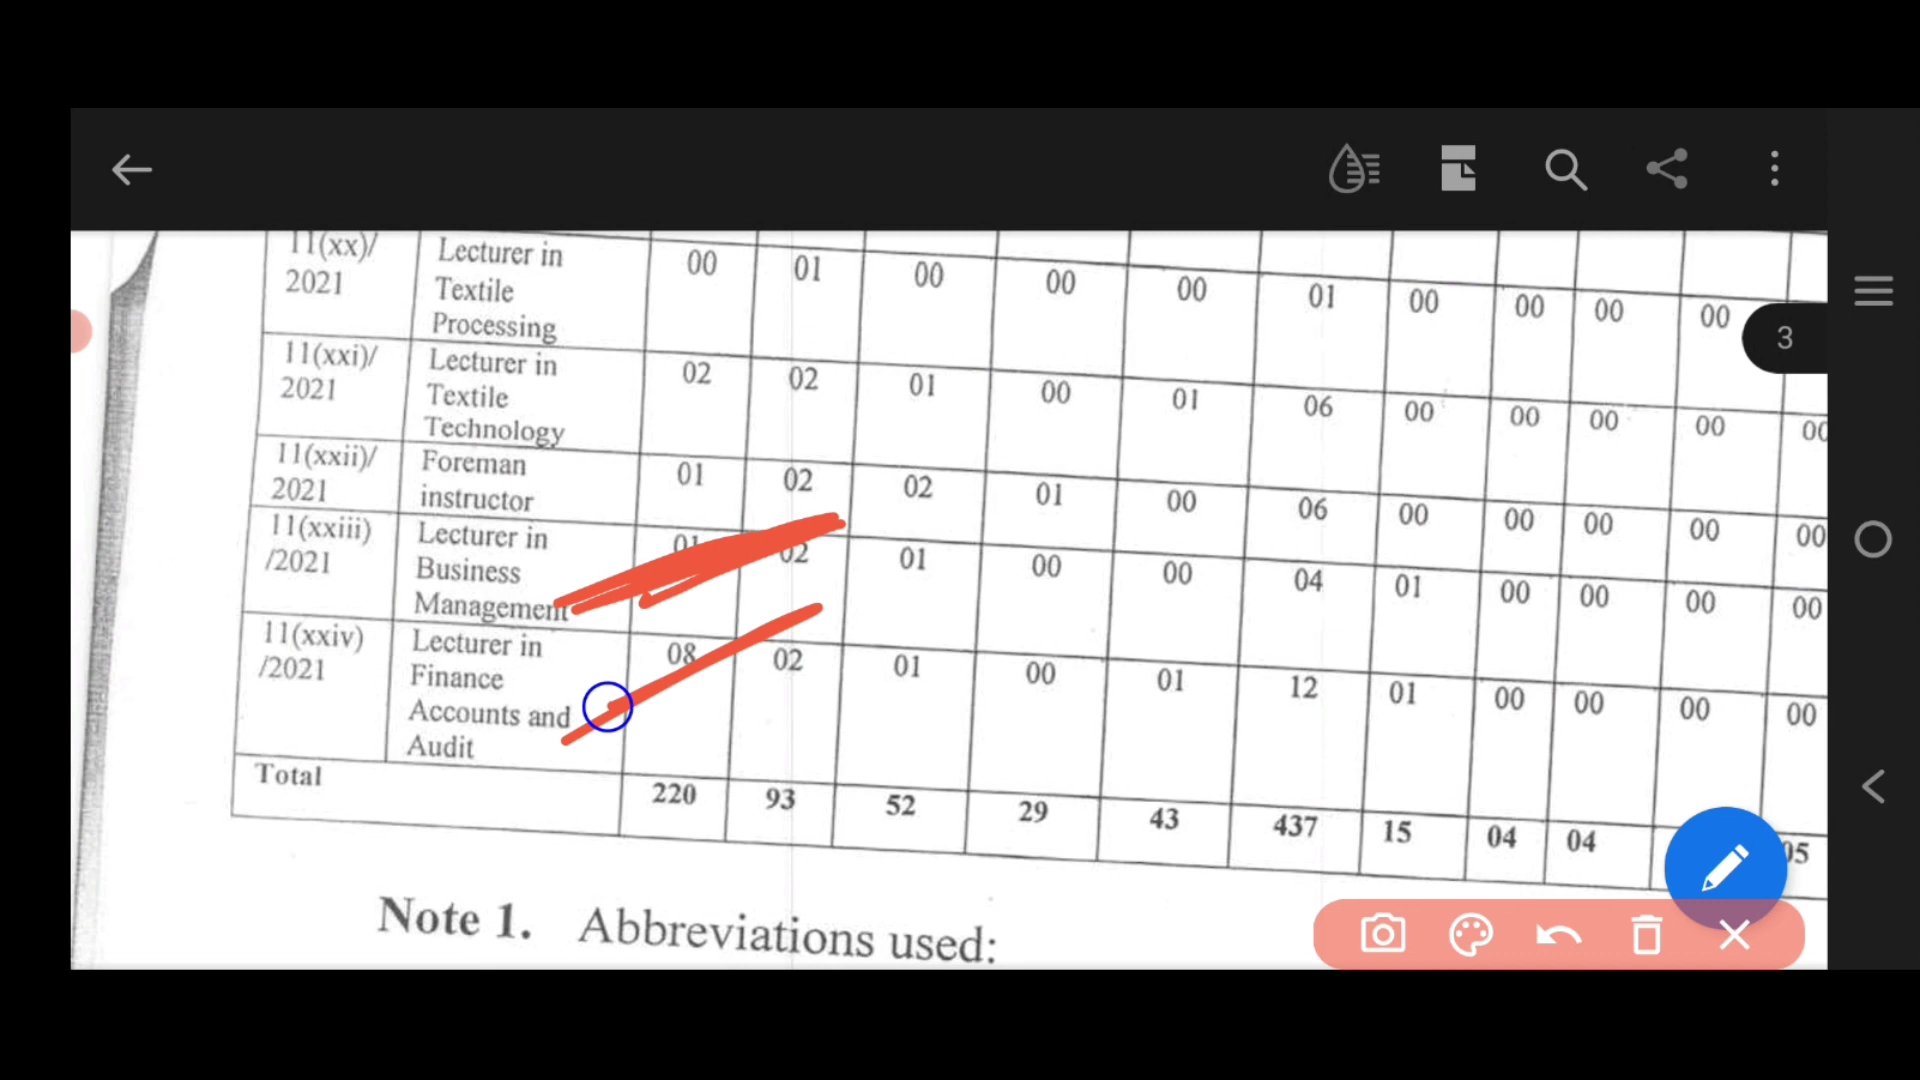 3
11(xx)/ 2021 Lecturer in Textile Processing 00 01 00 00 00 01 00 00 00 00
11(xxi)/ 2021 Lecturer in Textile Technology 02 02 01 00 01 06 00 00 00 00 00
11(xxii)/ 2021 Foreman instructor 01 02 02 01 00 06 00 00 00 00 00
11(xxiii) /2021 Lecturer in Business Management 01 02 01 00 00 04 01 00 00 00 00
11(xxiv) /2021 Lecturer in Finance Accounts and Audit 08 02 01 00 01 12 01 00 00 00 00
Total 220 93 52 29 43 437 15 04 04 05
Note 1. Abbreviations used: